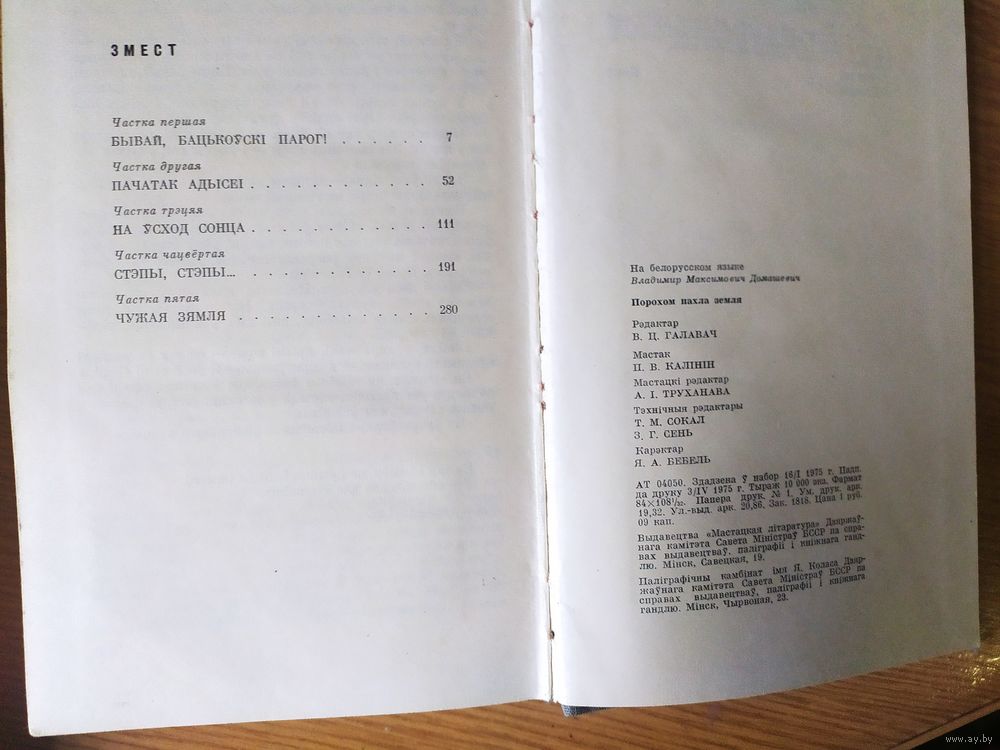 ЗМЕСТ
Частка першая
БЫВАЙ, БАЦЬКОЎСКІ ПАРОГ! . . . . . . 7
Частка другая
ПАЧАТАК АДЫСЕІ . . . . . . . . . . . . 52
Частка трэцяя
НА ЎСХОД СОНЦА . . . . . . . . . . . . 111
Частка чацвёртая
СТЭПЫ, СТЭПЫ... . . . . . . . . . . . . 191
Частка пятая
ЧУЖАЯ ЗЯМЛЯ . . . . . . . . . . . . . 280
На белорусском языке
Владимир Максимович Домашевич
Порохом пахла земля
Рэдактар
В. Ц. ГАЛАВАЧ
Мастак
П. В. КАЛІНІН
Мастацкі рэдактар
А. І. ТРУХАНАВА
Тэхнічныя рэдактары
Т. М. СОКАЛ
З. Г. СЕНЬ
Карэктар
Я. А. БЕБЕЛЬ
АТ 04050. Здадзена ў набор 16/I 1975 г. Падп.
да друку 3/IV 1975 г. Тыраж 10 000 экз. Фармат
84×108¹/₃₂. Папера друк. № 1. Ум. друк. арк.
19,32. Ул.-выд. арк. 20,86. Зак. 1818. Цана 1 руб.
09 кап.
Выдавецтва «Мастацкая літаратура» Дзяржаў-
нага камітэта Савета Міністраў БССР па спра-
вах выдавецтваў, паліграфіі і кніжнага ганд-
лю. Мінск, Савецкая, 19.
Паліграфічны камбінат імя Я. Коласа Дзяр-
жаўнага камітэта Савета Міністраў БССР па
справах выдавецтваў, паліграфіі і кніжнага
гандлю. Мінск, Чырвоная, 23.
www.ay.by